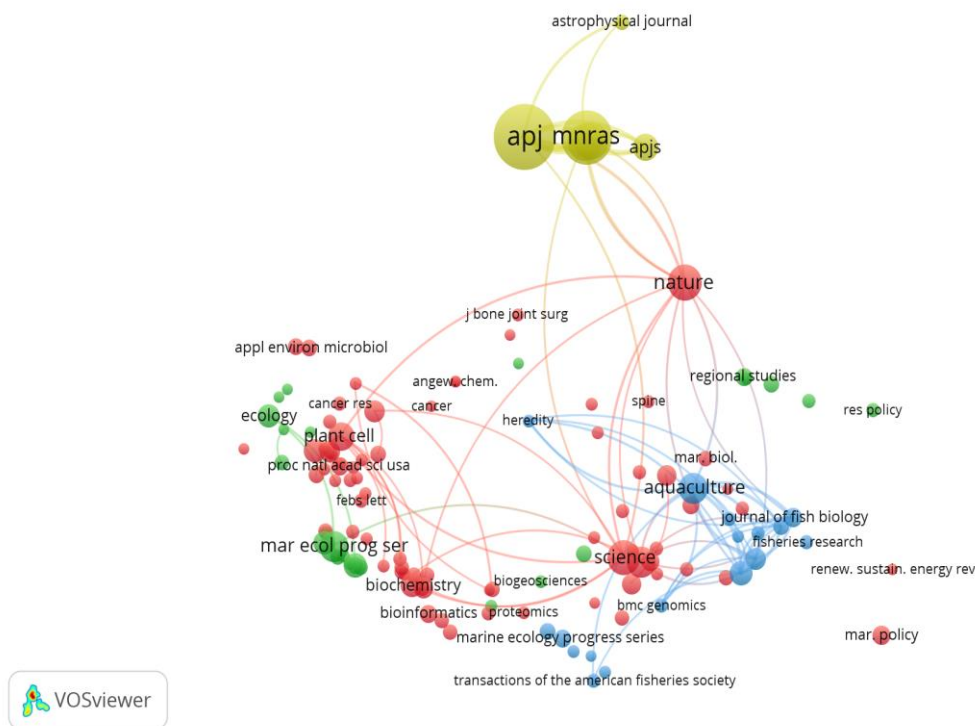 astrophysical journal
apj
mnras
apjs
nature
j bone joint surg
appl environ microbiol
angew. chem.
regional studies
cancer res
cancer
spine
res policy
ecology
heredity
plant cell
mar. biol.
proc natl acad sci usa
aquaculture
febs lett
journal of fish biology
mar ecol prog ser
fisheries research
science
renew. sustain. energy rev
biochemistry
biogeosciences
bioinformatics
proteomics
bmc genomics
marine ecology progress series
mar. policy
transactions of the american fisheries society
VOSviewer